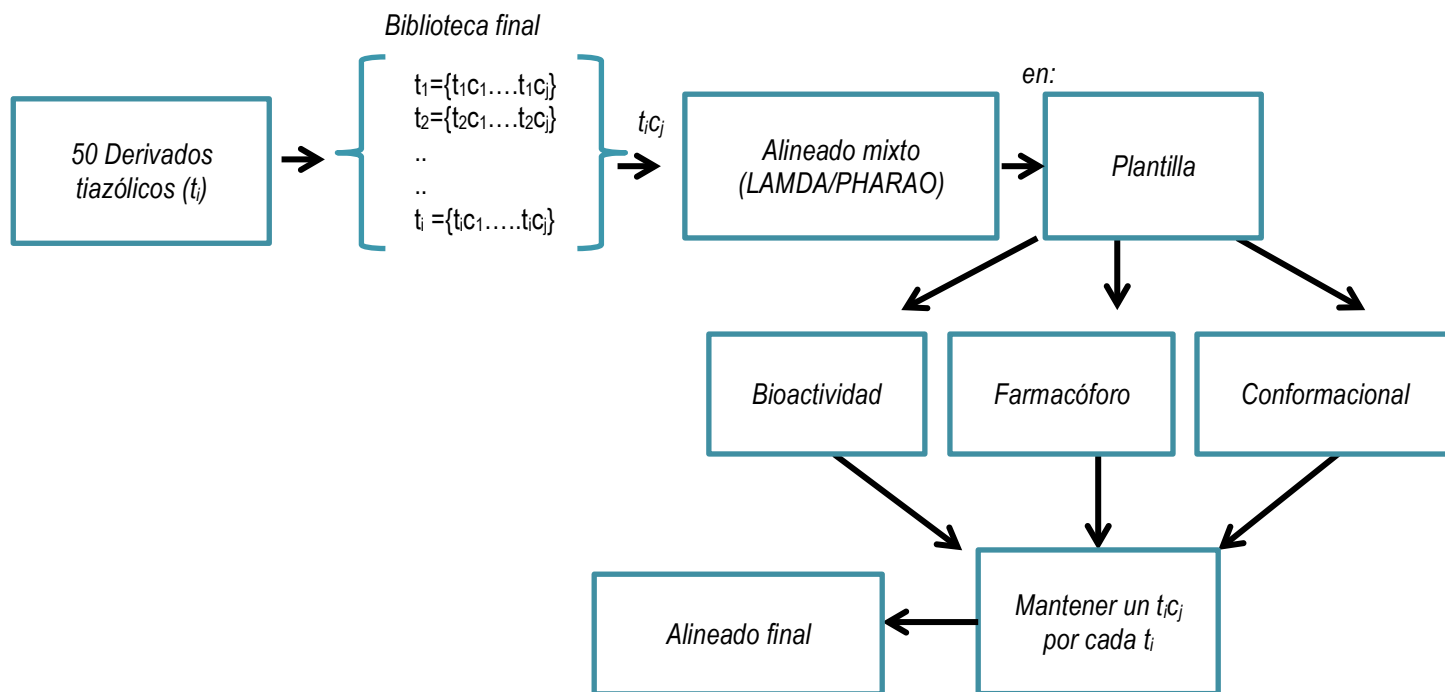 Biblioteca final
50 Derivados
tiazólicos (tᵢ)
t₁={t₁c₁….t₁cⱼ}
t₂={t₂c₁….t₂cⱼ}
..
..
tᵢ ={tᵢc₁…..tᵢcⱼ}
tᵢcⱼ
Alineado mixto
(LAMDA/PHARAO)
en:
Plantilla
Bioactividad
Farmacóforo
Conformacional
Mantener un tᵢcⱼ
por cada tᵢ
Alineado final